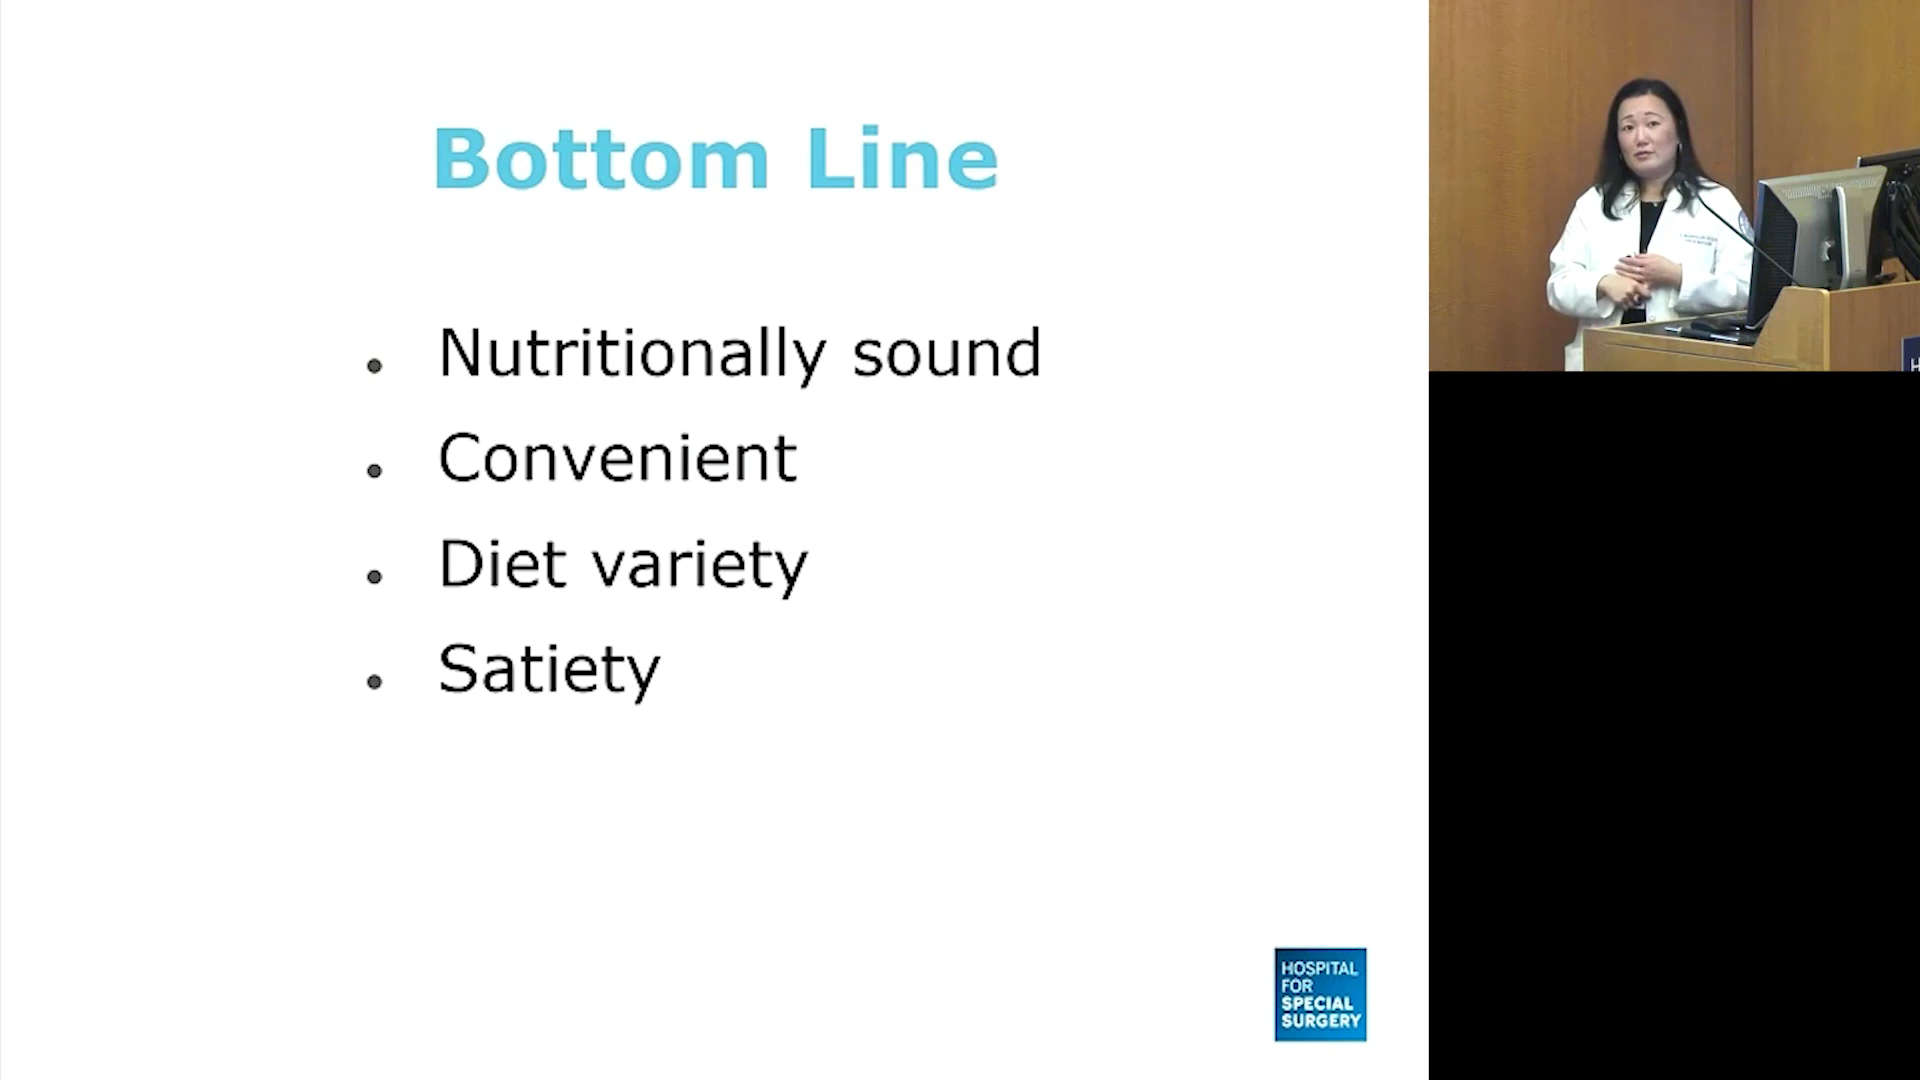 Bottom Line
Nutritionally sound
Convenient
Diet variety
Satiety
HOSPITAL
FOR
SPECIAL
SURGERY